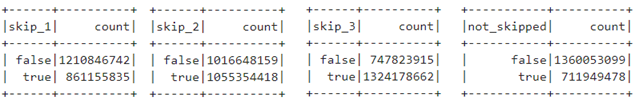 +------+----------+ +------+----------+ +------+----------+ +-----------+----------+
|skip_1|     count| |skip_2|     count| |skip_3|     count| |not_skipped|     count|
+------+----------+ +------+----------+ +------+----------+ +-----------+----------+
| false|1210846742| | false|1016648159| | false| 747823915| |      false|1360053099|
|  true| 861155835| |  true|1055354418| |  true|1324178662| |       true| 711949478|
+------+----------+ +------+----------+ +------+----------+ +-----------+----------+